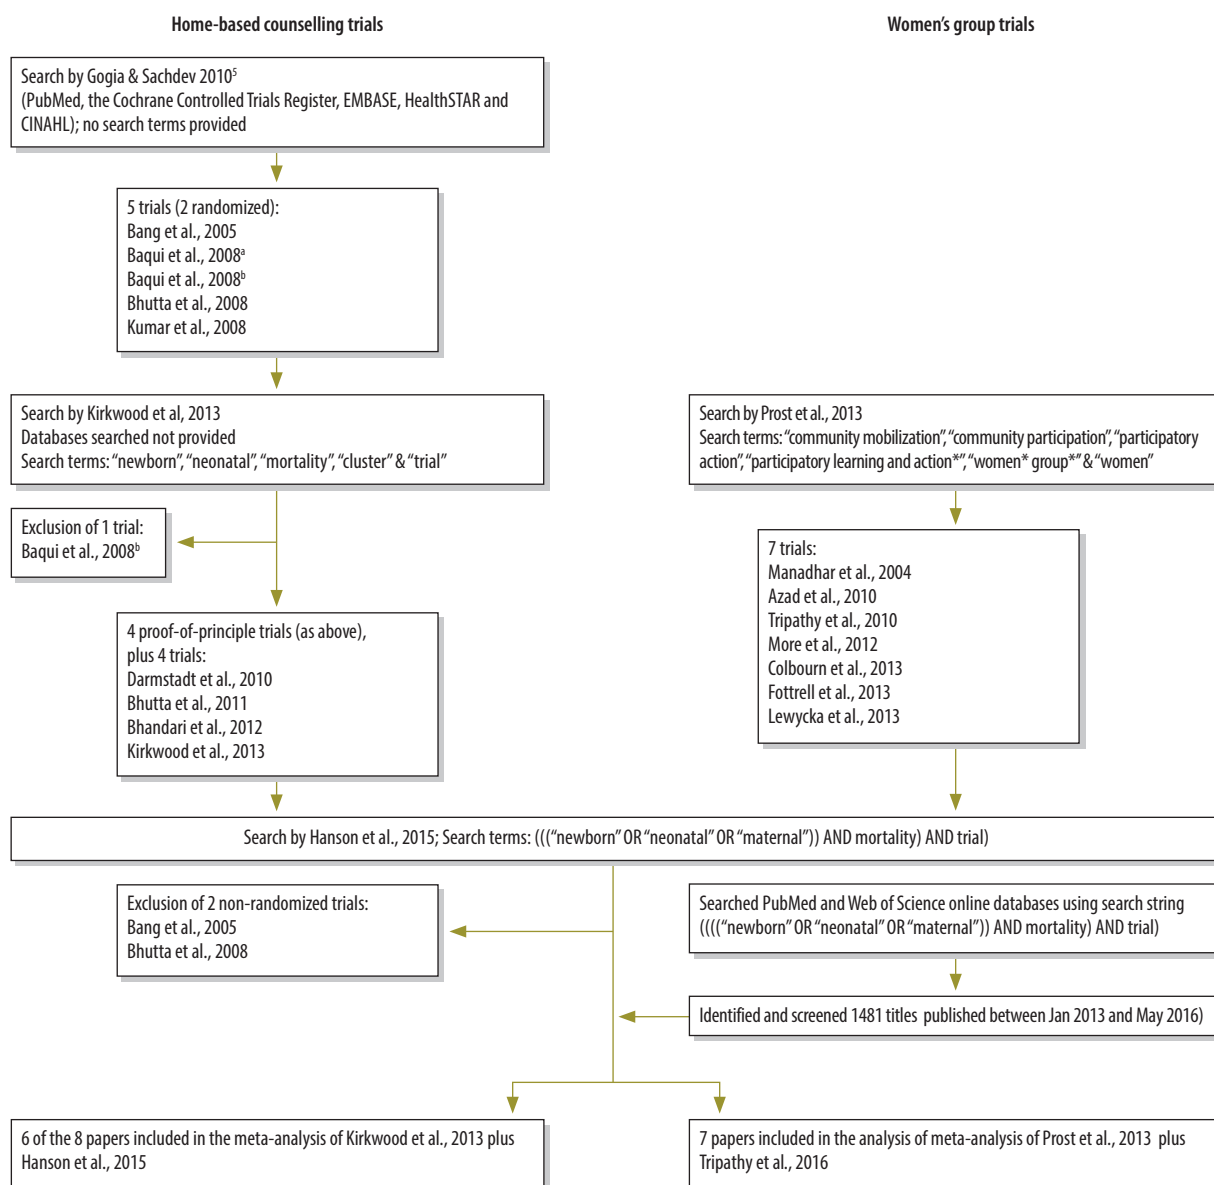 Home-based counselling trials
Women's group trials
Search by Gogia & Sachdev 2010⁵
(PubMed, the Cochrane Controlled Trials Register, EMBASE, HealthSTAR and
CINAHL); no search terms provided
5 trials (2 randomized):
Bang et al., 2005
Baqui et al., 2008ᵃ
Baqui et al., 2008ᵇ
Bhutta et al., 2008
Kumar et al., 2008
Search by Kirkwood et al, 2013
Databases searched not provided
Search terms: "newborn", "neonatal", "mortality", "cluster" & "trial"
Search by Prost et al., 2013
Search terms: "community mobilization", "community participation", "participatory
action", "participatory learning and action*", "women* group*" & "women"
Exclusion of 1 trial:
Baqui et al., 2008ᵇ
7 trials:
Manadhar et al., 2004
Azad et al., 2010
Tripathy et al., 2010
More et al., 2012
Colbourn et al., 2013
Fottrell et al., 2013
Lewycka et al., 2013
4 proof-of-principle trials (as above),
plus 4 trials:
Darmstadt et al., 2010
Bhutta et al., 2011
Bhandari et al., 2012
Kirkwood et al., 2013
Search by Hanson et al., 2015; Search terms: ((("newborn" OR "neonatal" OR "maternal")) AND mortality) AND trial)
Exclusion of 2 non-randomized trials:
Bang et al., 2005
Bhutta et al., 2008
Searched PubMed and Web of Science online databases using search string
(((("newborn" OR "neonatal" OR "maternal")) AND mortality) AND trial)
Identified and screened 1481 titles published between Jan 2013 and May 2016)
6 of the 8 papers included in the meta-analysis of Kirkwood et al., 2013 plus
Hanson et al., 2015
7 papers included in the analysis of meta-analysis of Prost et al., 2013 plus
Tripathy et al., 2016